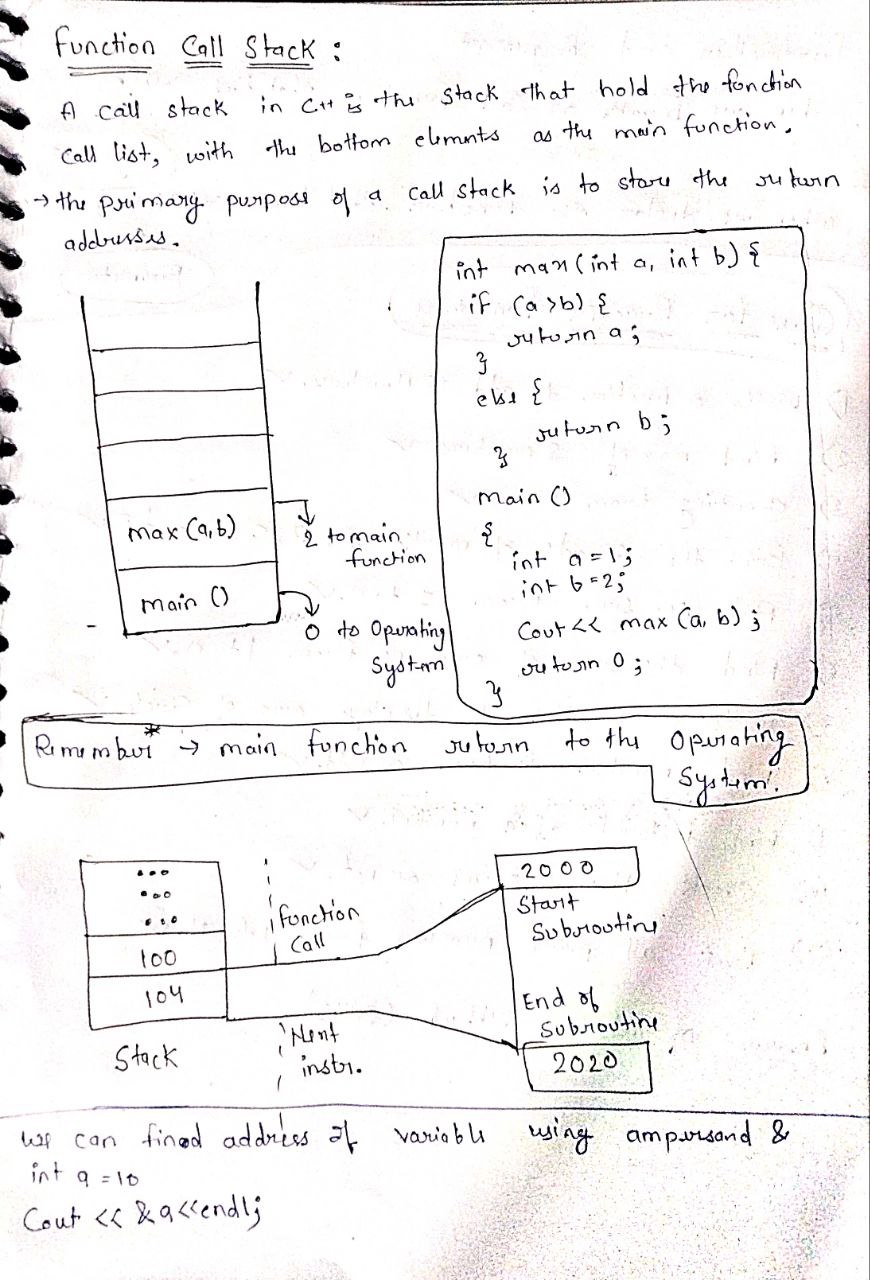 Function Call Stack :
A call stack in C++ is the stack that hold the function
Call list, with the bottom elements as the main function.
→ the primary purpose of a call stack is to store the return
addresses.
int max (int a, int b) {
if (a > b) {
return a;
}
else {
return b;
}
main ()
{
int a = 1;
int b = 2;
Cout << max (a, b) ;
return 0 ;
}
max (a,b)
2 to main
function
main ()
0 to Operating
System
Remember* → main function return to the Operating
System.
...
...
...
100
104
Stack
function
Call
Next
instr.
2000
Start
Subroutine
End of
Subroutine
2020
We can fined address of variable using ampersand &
int a = 10
Cout << &a<<endl;